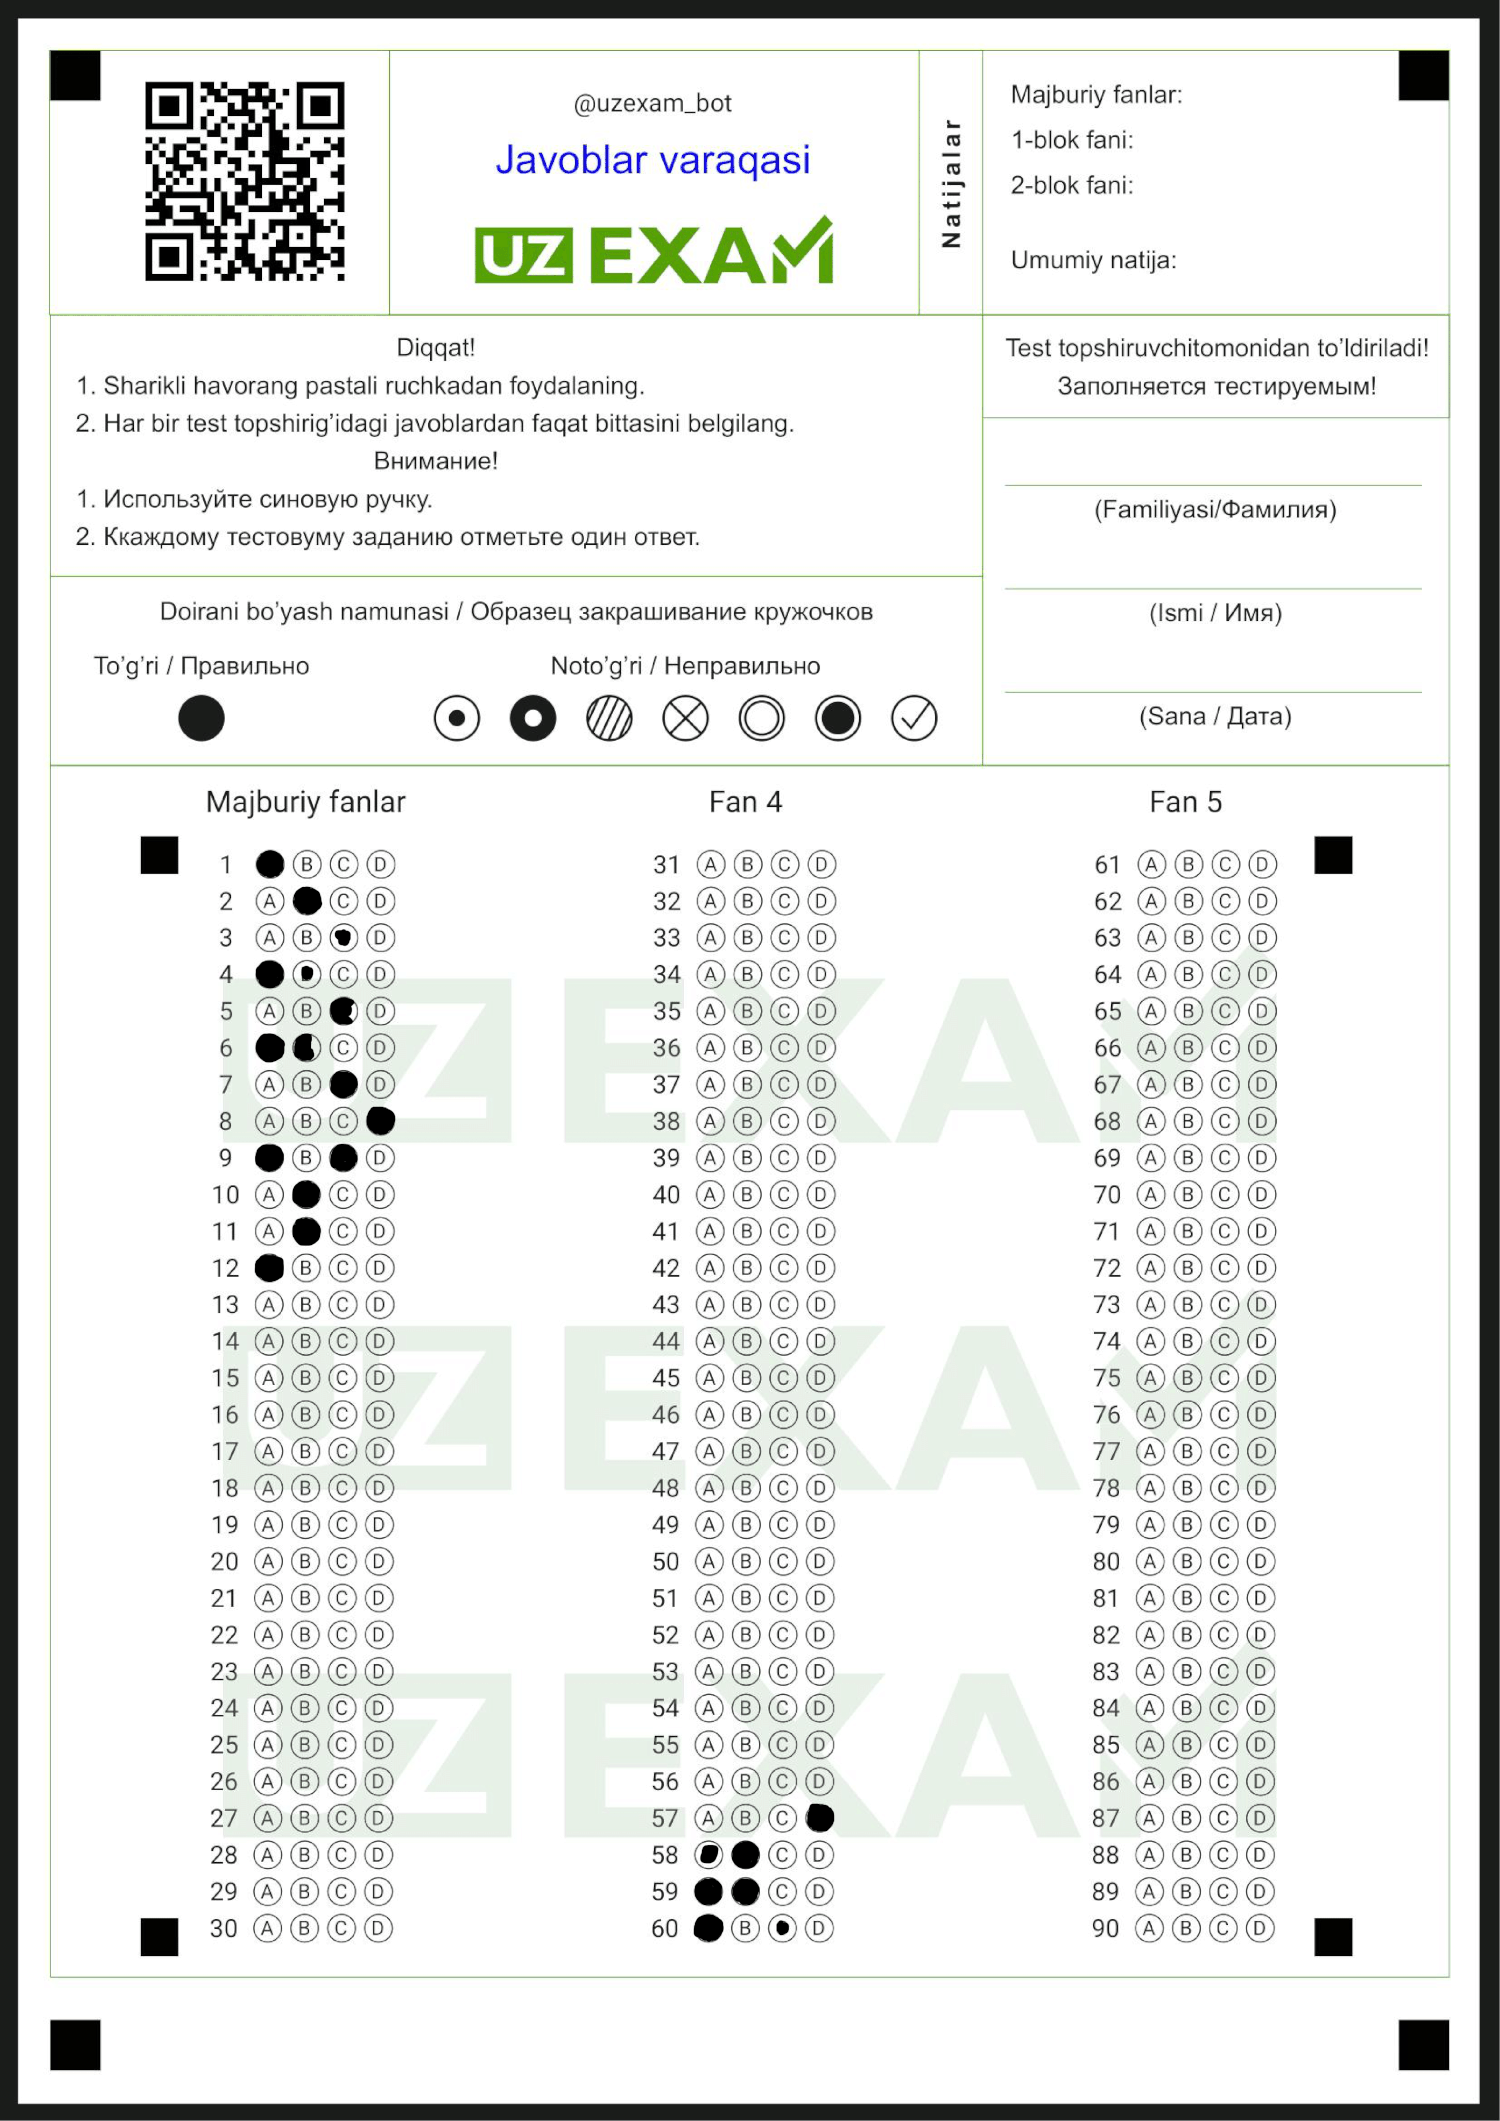 @uzexam_bot
Javoblar varaqasi
UZ EXAM
Natijalar
Majburiy fanlar:
1-blok fani:
2-blok fani:
Umumiy natija:
Diqqat!
1. Sharikli havorang pastali ruchkadan foydalaning.
2. Har bir test topshirig’idagi javoblardan faqat bittasini belgilang.
Внимание!
1. Используйте синовую ручку.
2. Ккаждому тестовуму заданию отметьте один ответ.
Test topshiruvchitomonidan to’ldiriladi!
Заполняется тестируемым!
(Familiyasi/Фамилия)
(Ismi / Имя)
(Sana / Дата)
Doirani bo’yash namunasi / Образец закрашивание кружочков
To’g’ri / Правильно
Noto’g’ri / Неправильно
Majburiy fanlar
1 B C D
2 A C D
3 A B D
4 C D
5 A B D
6 C D
7 A B D
8 A B C
9 B D
10 A C D
11 A C D
12 B C D
13 A B C D
14 A B C D
15 A B C D
16 A B C D
17 A B C D
18 A B C D
19 A B C D
20 A B C D
21 A B C D
22 A B C D
23 A B C D
24 A B C D
25 A B C D
26 A B C D
27 A B C D
28 A B C D
29 A B C D
30 A B C D
Fan 4
31 A B C D
32 A B C D
33 A B C D
34 A B C D
35 A B C D
36 A B C D
37 A B C D
38 A B C D
39 A B C D
40 A B C D
41 A B C D
42 A B C D
43 A B C D
44 A B C D
45 A B C D
46 A B C D
47 A B C D
48 A B C D
49 A B C D
50 A B C D
51 A B C D
52 A B C D
53 A B C D
54 A B C D
55 A B C D
56 A B C D
57 A B C
58 C D
59 C D
60 B D
Fan 5
61 A B C D
62 A B C D
63 A B C D
64 A B C D
65 A B C D
66 A B C D
67 A B C D
68 A B C D
69 A B C D
70 A B C D
71 A B C D
72 A B C D
73 A B C D
74 A B C D
75 A B C D
76 A B C D
77 A B C D
78 A B C D
79 A B C D
80 A B C D
81 A B C D
82 A B C D
83 A B C D
84 A B C D
85 A B C D
86 A B C D
87 A B C D
88 A B C D
89 A B C D
90 A B C D
UZEXAM
UZEXAM
UZEXAM